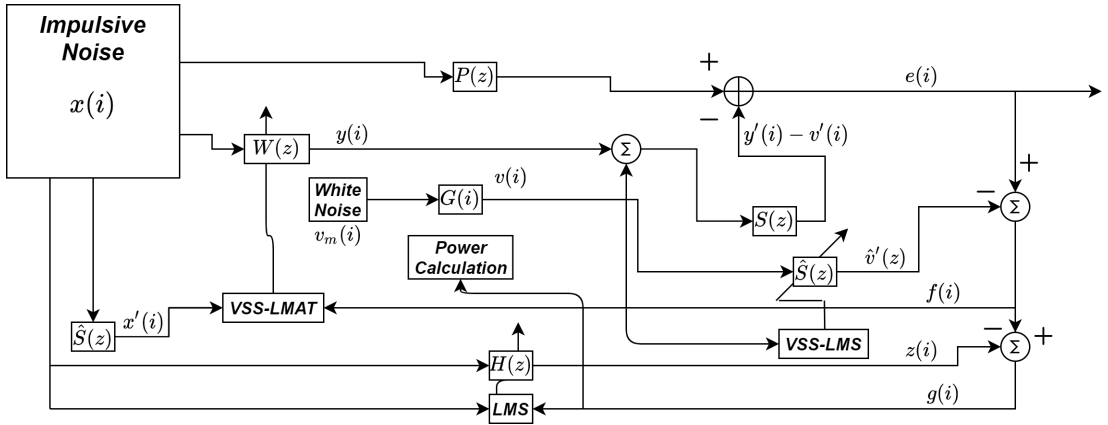 Impulsive
Noise
x(i)
P(z)
+
−
e(i)
y'(i) − v'(i)
W(z)
y(i)
Σ
+
−
Σ
White
Noise
v_m(i)
G(i)
v(i)
S(z)
Power
Calculation
Ŝ(z)
v̂'(z)
f(i)
VSS-LMAT
x'(i)
Ŝ(z)
VSS-LMS
−
+
Σ
z(i)
H(z)
LMS
g(i)